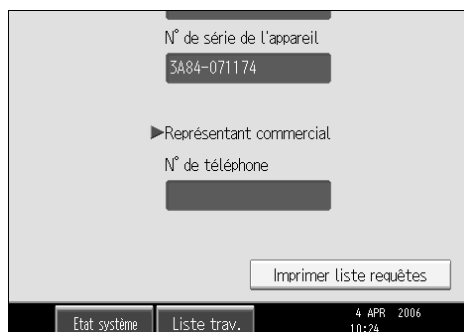 N° de série de l'appareil
3A84-071174
▶Représentant commercial
N° de téléphone
Imprimer liste requêtes
Etat système
Liste trav.
4 APR 2006
10:24